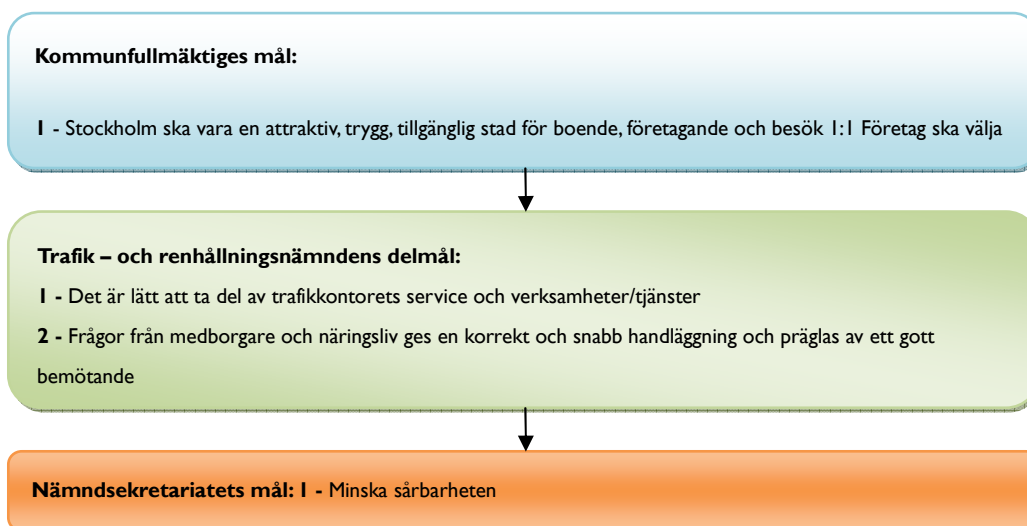 Kommunfullmäktiges mål:
1 - Stockholm ska vara en attraktiv, trygg, tillgänglig stad för boende, företagande och besök 1:1 Företag ska välja
Trafik – och renhållningsnämndens delmål:
1 - Det är lätt att ta del av trafikkontorets service och verksamheter/tjänster
2 - Frågor från medborgare och näringsliv ges en korrekt och snabb handläggning och präglas av ett gott
bemötande
Nämndsekretariatets mål: 1 - Minska sårbarheten